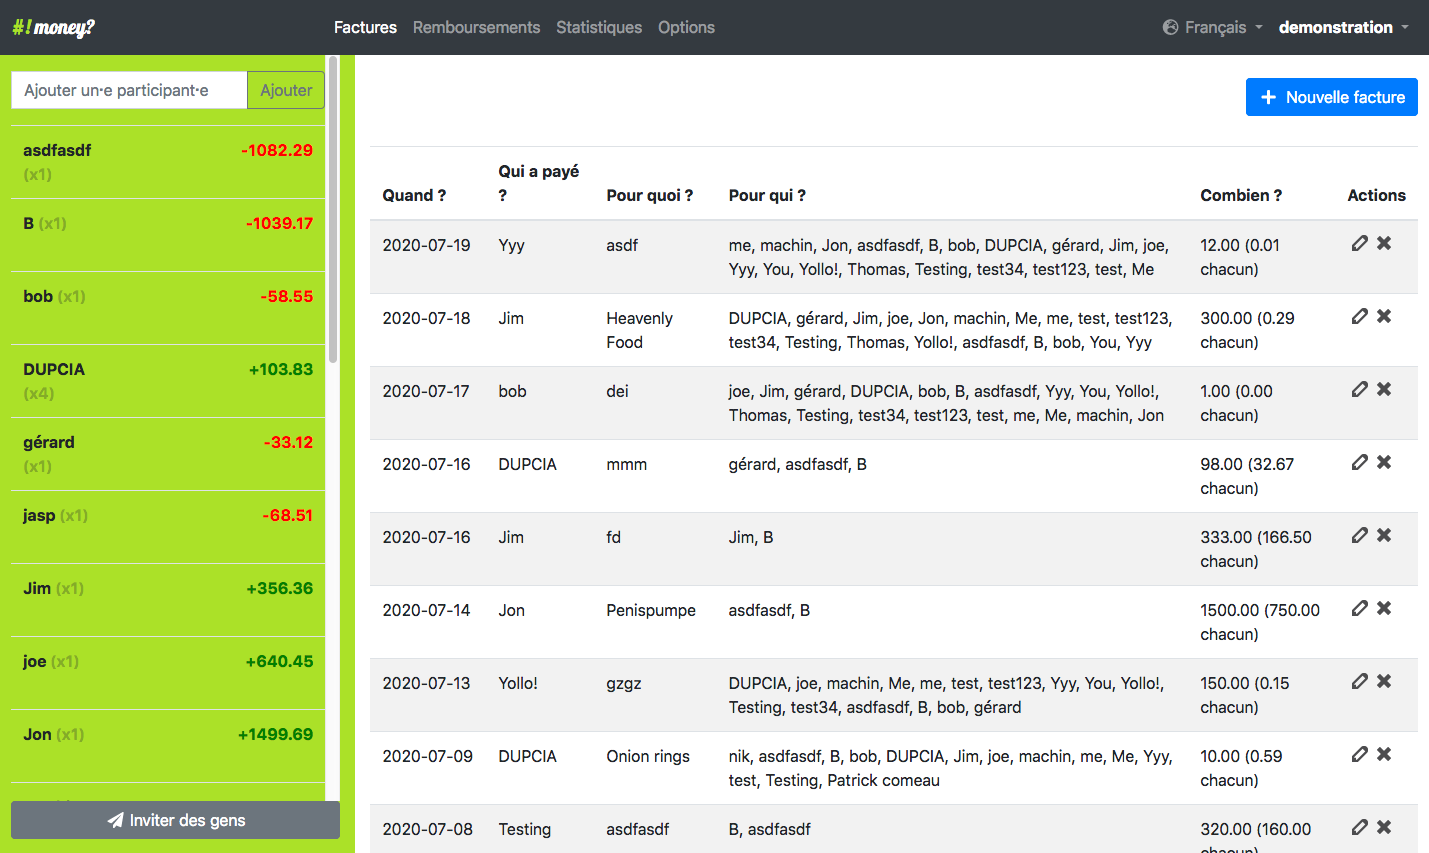 #! money?
Factures Remboursements Statistiques Options
Français demonstration
Ajouter un·e participant·e Ajouter
asdfasdf -1082.29
(x1)
B (x1) -1039.17
bob (x1) -58.55
DUPCIA +103.83
(x4)
gérard -33.12
(x1)
jasp (x1) -68.51
Jim (x1) +356.36
joe (x1) +640.45
Jon (x1) +1499.69
Inviter des gens
Nouvelle facture
Quand ? Qui a payé ? Pour quoi ? Pour qui ? Combien ? Actions
2020-07-19 Yyy asdf me, machin, Jon, asdfasdf, B, bob, DUPCIA, gérard, Jim, joe, 12.00 (0.01
Yyy, You, Yollo!, Thomas, Testing, test34, test123, test, Me chacun)
2020-07-18 Jim Heavenly DUPCIA, gérard, Jim, joe, Jon, machin, Me, me, test, test123, 300.00 (0.29
Food test34, Testing, Thomas, Yollo!, asdfasdf, B, bob, You, Yyy chacun)
2020-07-17 bob dei joe, Jim, gérard, DUPCIA, bob, B, asdfasdf, Yyy, You, Yollo!, 1.00 (0.00
Thomas, Testing, test34, test123, test, me, Me, machin, Jon chacun)
2020-07-16 DUPCIA mmm gérard, asdfasdf, B 98.00 (32.67
chacun)
2020-07-16 Jim fd Jim, B 333.00 (166.50
chacun)
2020-07-14 Jon Penispumpe asdfasdf, B 1500.00 (750.00
chacun)
2020-07-13 Yollo! gzgz DUPCIA, joe, machin, Me, me, test, test123, Yyy, You, Yollo!, 150.00 (0.15
Testing, test34, asdfasdf, B, bob, gérard chacun)
2020-07-09 DUPCIA Onion rings nik, asdfasdf, B, bob, DUPCIA, Jim, joe, machin, me, Me, Yyy, 10.00 (0.59
test, Testing, Patrick comeau chacun)
2020-07-08 Testing asdfasdf B, asdfasdf 320.00 (160.00